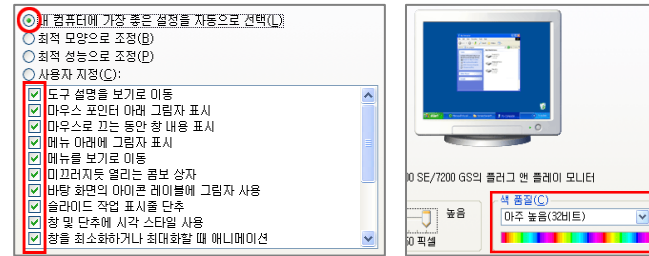 내 컴퓨터에 가장 좋은 설정을 자동으로 선택(L)
최적 모양으로 조정(B)
최적 성능으로 조정(P)
사용자 지정(C):
도구 설명을 보기로 이동
마우스 포인터 아래 그림자 표시
마우스로 끄는 동안 창 내용 표시
메뉴 아래에 그림자 표시
메뉴를 보기로 이동
미끄러지듯 열리는 콤보 상자
바탕 화면의 아이콘 레이블에 그림자 사용
슬라이드 작업 표시줄 단추
창 및 단추에 시각 스타일 사용
창을 최소화하거나 최대화할 때 애니메이션
SE/7200 GS의 플러그 앤 플레이 모니터
색 품질(C)
높음
아주 높음(32비트)
픽셀